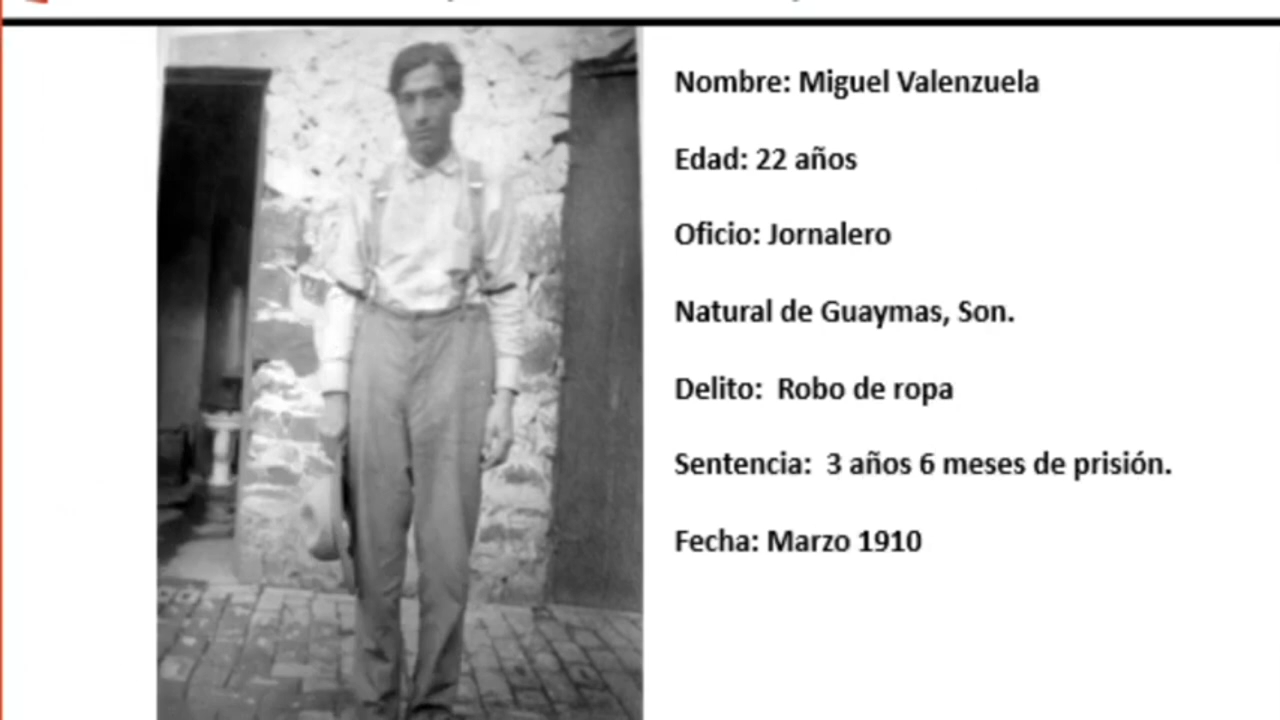 Nombre: Miguel Valenzuela
Edad: 22 años
Oficio: Jornalero
Natural de Guaymas, Son.
Delito:  Robo de ropa
Sentencia:  3 años 6 meses de prisión.
Fecha: Marzo 1910